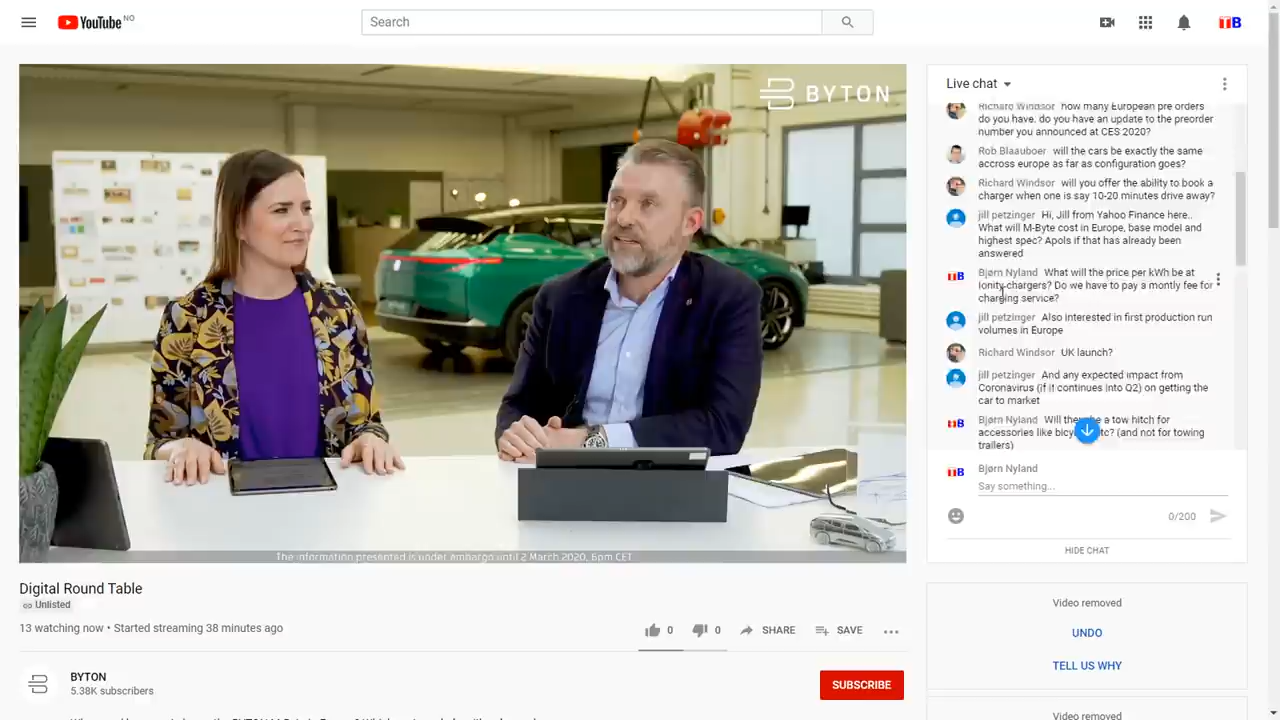 YouTube NO
Search
TB
BYTON
Live chat
Richard Windsor how many European pre orders
do you have. do you have an update to the preorder
number you announced at CES 2020?
Rob Blaauboer will the cars be exactly the same
accross europe as far as configuration goes?
Richard Windsor will you offer the ability to book a
charger when one is say 10-20 minutes drive away?
jill petzinger Hi, Jill from Yahoo Finance here..
What will M-Byte cost in Europe, base model and
highest spec? Apols if that has already been
answered
TB Bjørn Nyland What will the price per kWh be at
Ionity chargers? Do we have to pay a montly fee for
charging service?
jill petzinger Also interested in first production run
volumes in Europe
Richard Windsor UK launch?
jill petzinger And any expected impact from
Coronavirus (if it continues into Q2) on getting the
car to market
TB Bjørn Nyland Will a tow hitch for
accessories like (and not for towing
trailers)
TB Bjørn Nyland
Say something...
0/200
HIDE CHAT
The information presented is under embargo until 2 March 2020, 6pm CET
Digital Round Table
Unlisted
13 watching now • Started streaming 38 minutes ago
0 0 SHARE SAVE
BYTON
5.38K subscribers
SUBSCRIBE
Video removed
UNDO
TELL US WHY
Video removed